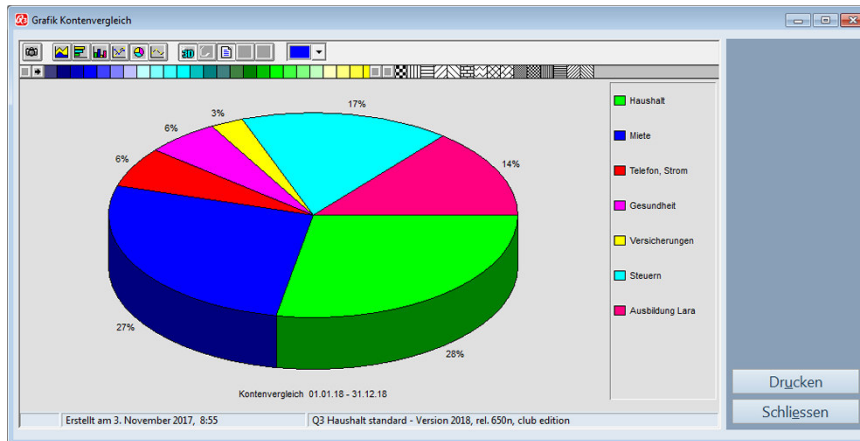 Grafik Kontenvergleich
3D
17%
3%
6%
6%
14%
27%
28%
Haushalt
Miete
Telefon, Strom
Gesundheit
Versicherungen
Steuern
Ausbildung Lara
Kontenvergleich 01.01.18 - 31.12.18
Drucken
Schliessen
Erstellt am 3. November 2017, 8:55
Q3 Haushalt standard - Version 2018, rel. 650n, club edition